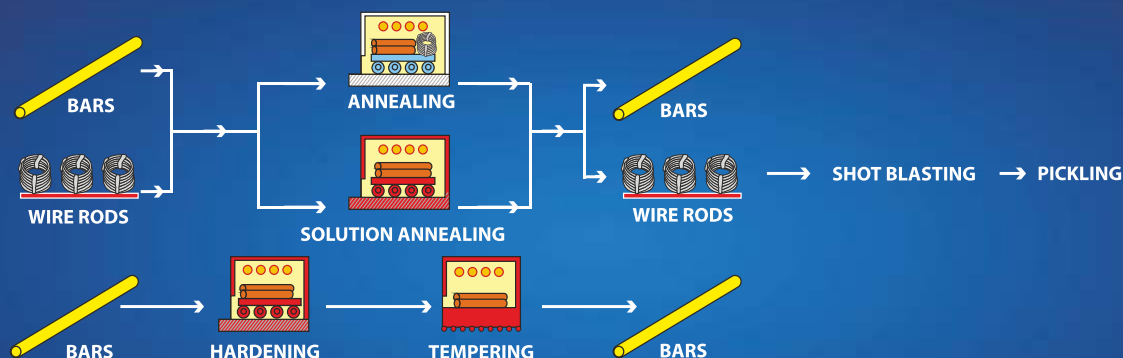 BARS
WIRE RODS
ANNEALING
SOLUTION ANNEALING
BARS
WIRE RODS
SHOT BLASTING
PICKLING
BARS
HARDENING
TEMPERING
BARS